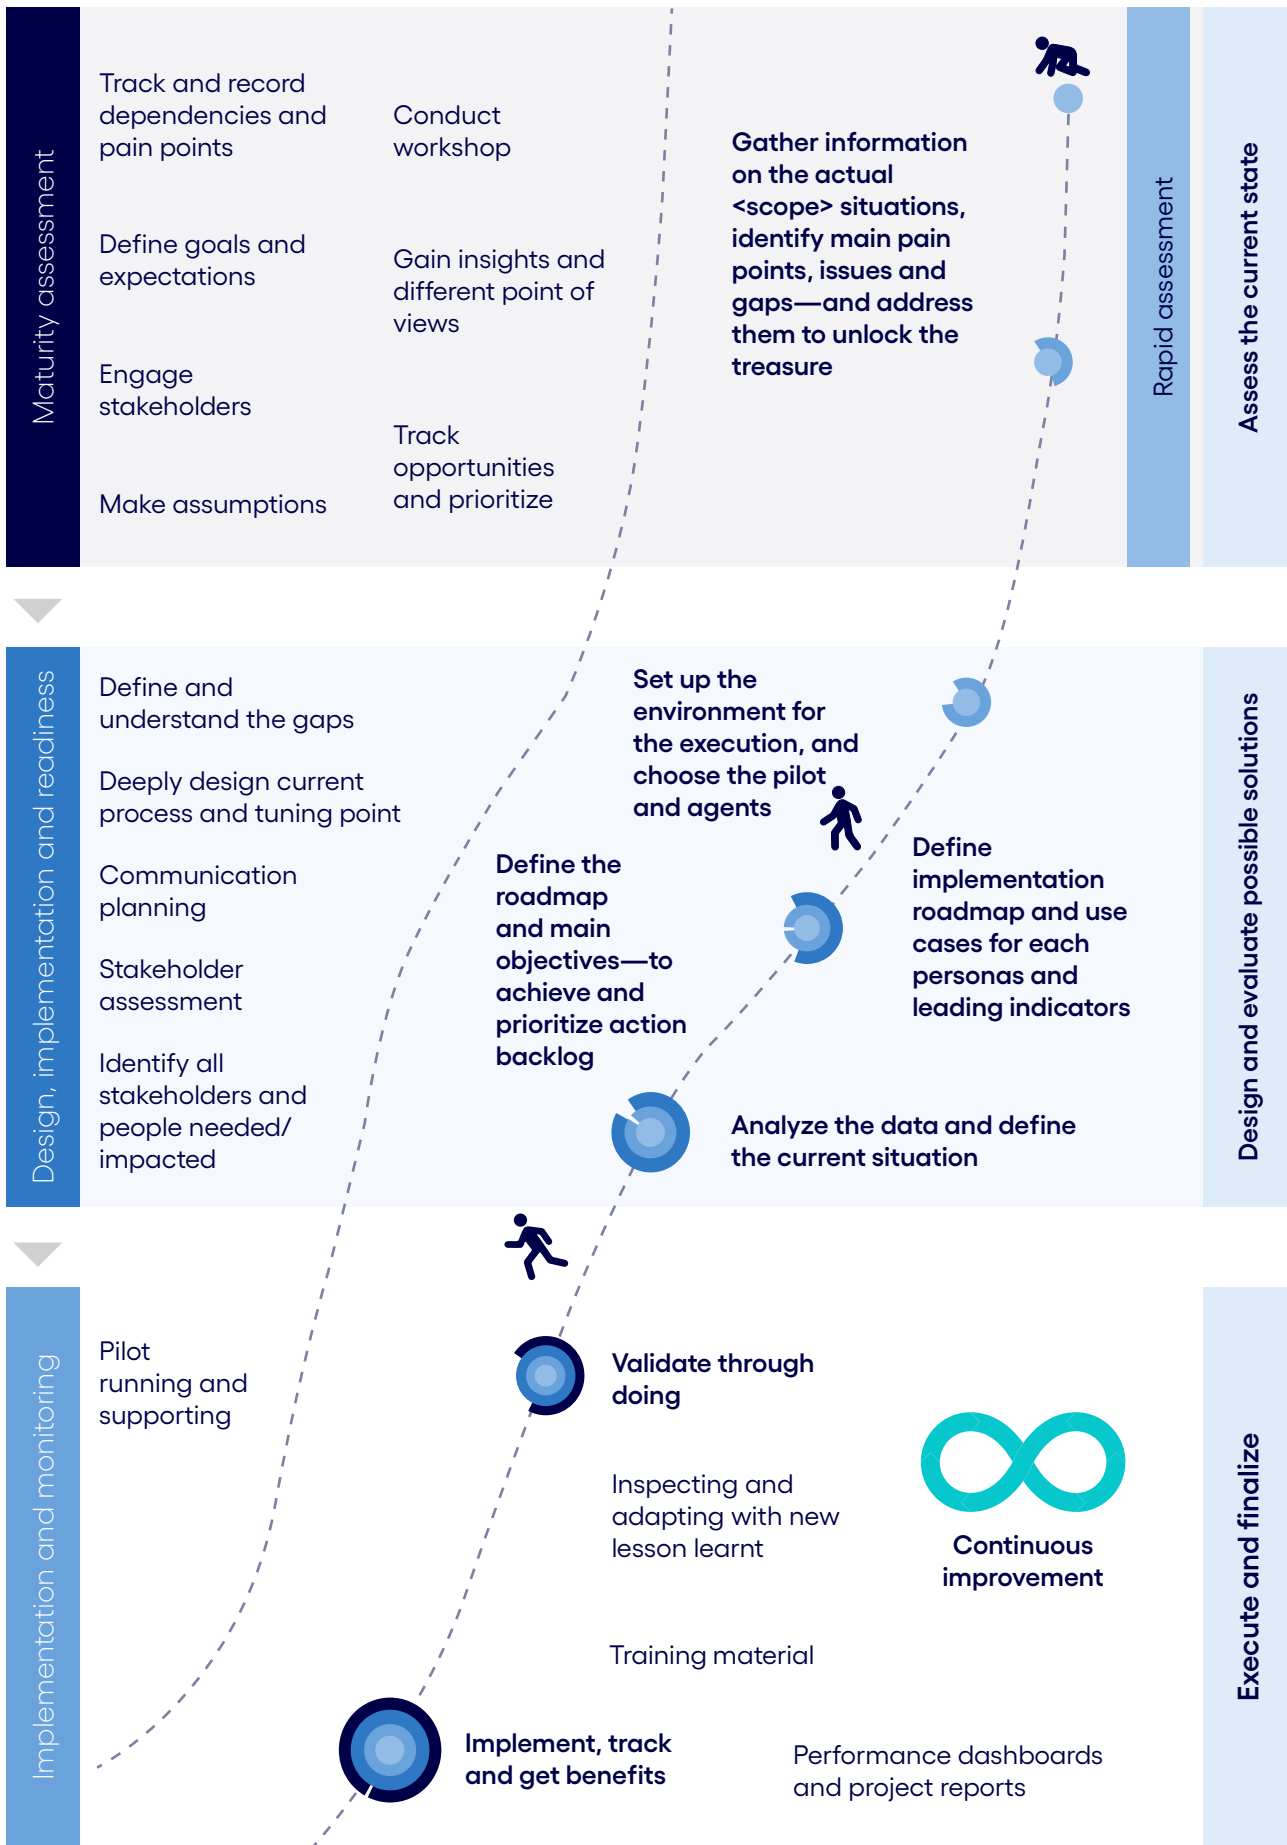 Maturity assessment
Track and record
dependencies and
pain points
Define goals and
expectations
Engage
stakeholders
Make assumptions
Conduct
workshop
Gain insights and
different point of
views
Track
opportunities
and prioritize
Gather information
on the actual
<scope> situations,
identify main pain
points, issues and
gaps—and address
them to unlock the
treasure
Rapid assessment
Assess the current state
Design, implementation and readiness
Define and
understand the gaps
Deeply design current
process and tuning point
Communication
planning
Stakeholder
assessment
Identify all
stakeholders and
people needed/
impacted
Set up the
environment for
the execution, and
choose the pilot
and agents
Define the
roadmap
and main
objectives—to
achieve and
prioritize action
backlog
Define
implementation
roadmap and use
cases for each
personas and
leading indicators
Analyze the data and define
the current situation
Design and evaluate possible solutions
Implementation and monitoring
Pilot
running and
supporting
Validate through
doing
Inspecting and
adapting with new
lesson learnt
Continuous
improvement
Training material
Implement, track
and get benefits
Performance dashboards
and project reports
Execute and finalize